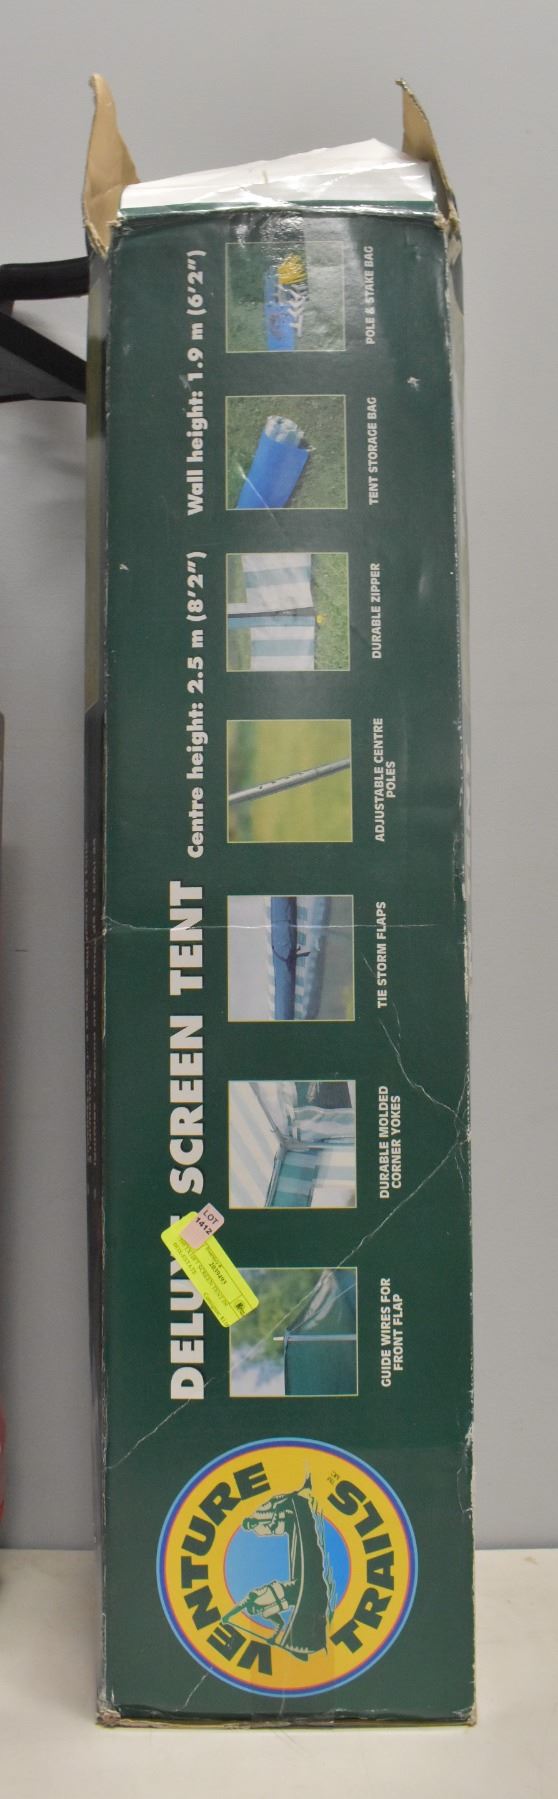 VENTURE
TRAILS
DELUXE SCREEN TENT
Centre height: 2.5 m (8'2") Wall height: 1.9 m (6'2")
GUIDE WIRES FOR
FRONT FLAP
DURABLE MOLDED
CORNER YOKES
TIE STORM FLAPS
ADJUSTABLE CENTRE
POLES
DURABLE ZIPPER
TENT STORAGE BAG
POLE & STAKE BAG
LOT
1412
2039493